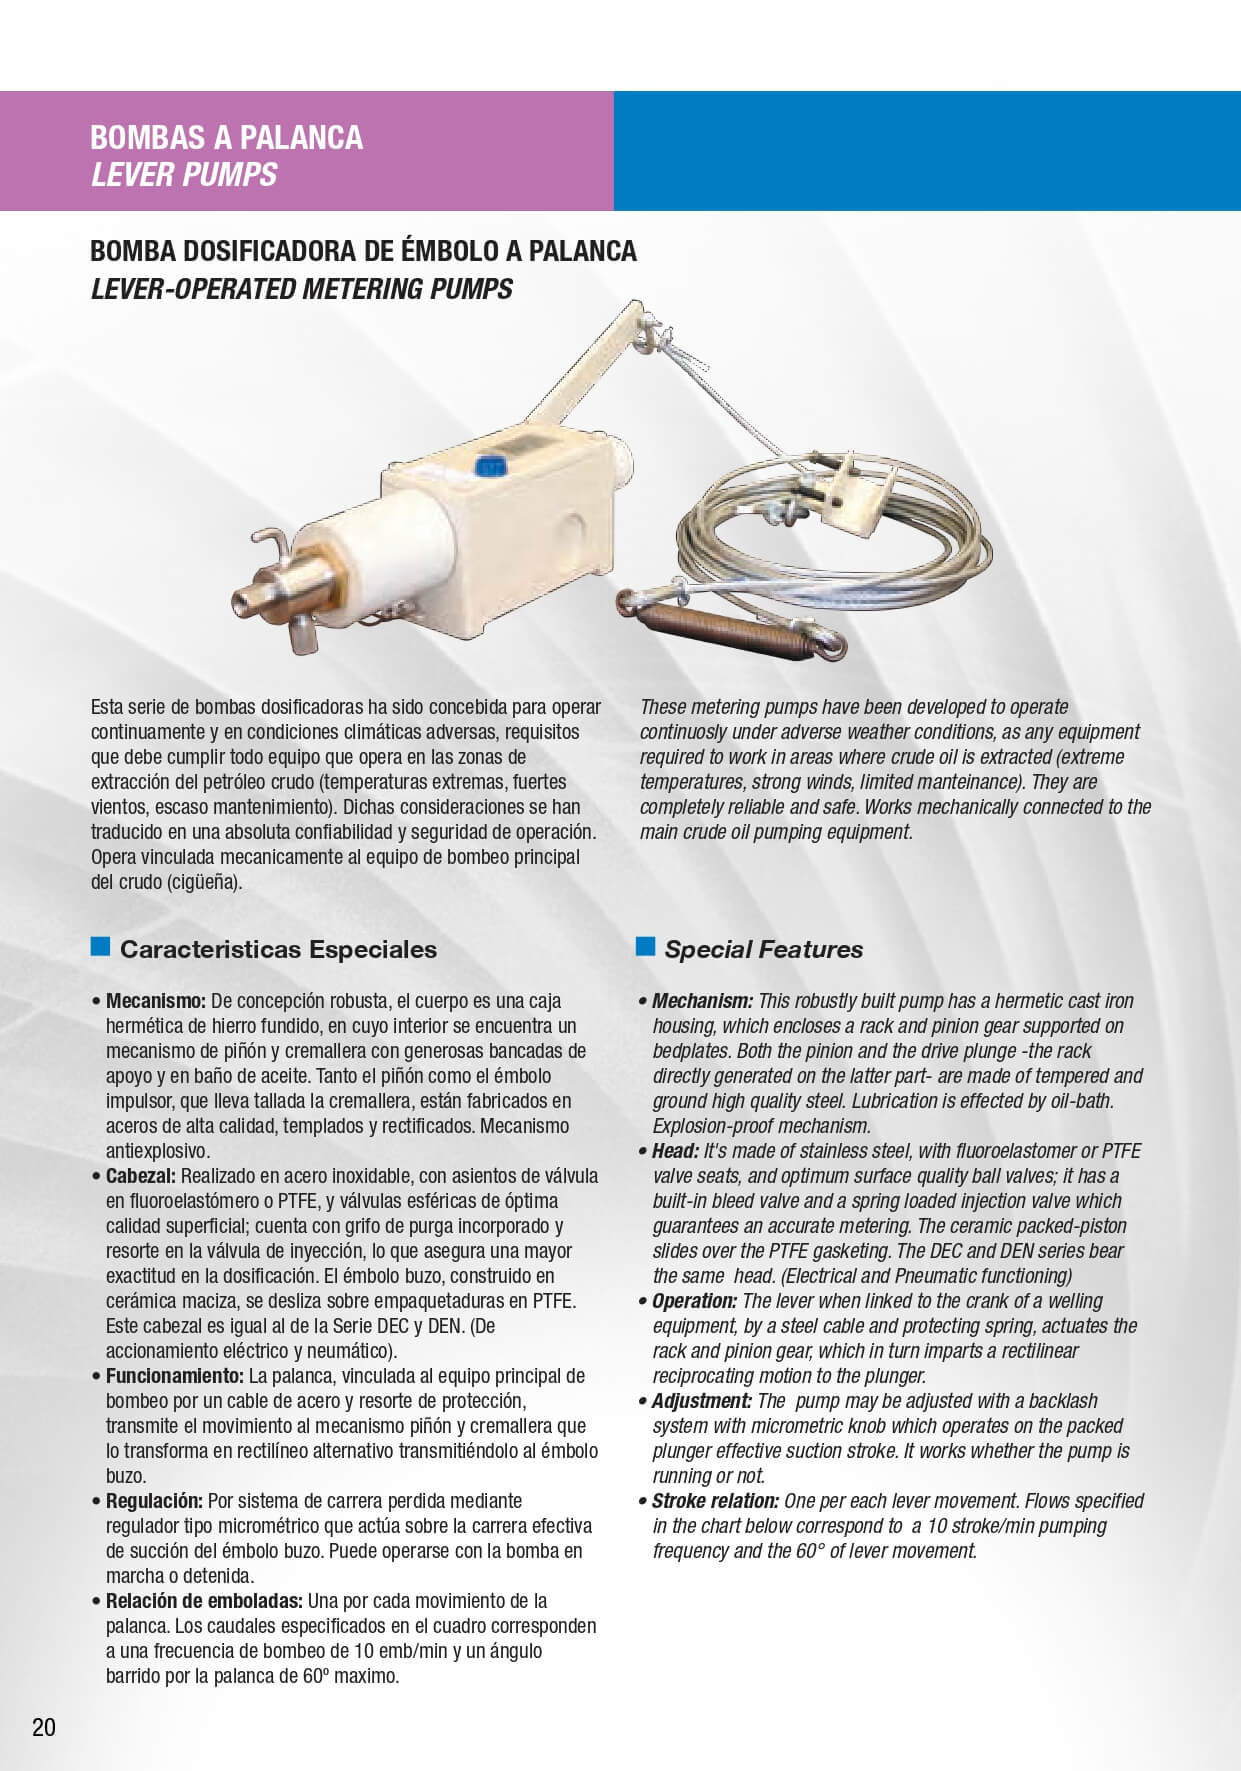 BOMBAS A PALANCA
LEVER PUMPS
BOMBA DOSIFICADORA DE ÉMBOLO A PALANCA
LEVER-OPERATED METERING PUMPS
Esta serie de bombas dosificadoras ha sido concebida para operar
continuamente y en condiciones climáticas adversas, requisitos
que debe cumplir todo equipo que opera en las zonas de
extracción del petróleo crudo (temperaturas extremas, fuertes
vientos, escaso mantenimiento). Dichas consideraciones se han
traducido en una absoluta confiabilidad y seguridad de operación.
Opera vinculada mecanicamente al equipo de bombeo principal
del crudo (cigüeña).
These metering pumps have been developed to operate
continuosly under adverse weather conditions, as any equipment
required to work in areas where crude oil is extracted (extreme
temperatures, strong winds, limited manteinance). They are
completely reliable and safe. Works mechanically connected to the
main crude oil pumping equipment.
Caracteristicas Especiales
• Mecanismo: De concepción robusta, el cuerpo es una caja
hermética de hierro fundido, en cuyo interior se encuentra un
mecanismo de piñón y cremallera con generosas bancadas de
apoyo y en baño de aceite. Tanto el piñón como el émbolo
impulsor, que lleva tallada la cremallera, están fabricados en
aceros de alta calidad, templados y rectificados. Mecanismo
antiexplosivo.
• Cabezal: Realizado en acero inoxidable, con asientos de válvula
en fluoroelastómero o PTFE, y válvulas esféricas de óptima
calidad superficial; cuenta con grifo de purga incorporado y
resorte en la válvula de inyección, lo que asegura una mayor
exactitud en la dosificación. El émbolo buzo, construido en
cerámica maciza, se desliza sobre empaquetaduras en PTFE.
Este cabezal es igual al de la Serie DEC y DEN. (De
accionamiento eléctrico y neumático).
• Funcionamiento: La palanca, vinculada al equipo principal de
bombeo por un cable de acero y resorte de protección,
transmite el movimiento al mecanismo piñón y cremallera que
lo transforma en rectilíneo alternativo transmitiéndolo al émbolo
buzo.
• Regulación: Por sistema de carrera perdida mediante
regulador tipo micrométrico que actúa sobre la carrera efectiva
de succión del émbolo buzo. Puede operarse con la bomba en
marcha o detenida.
• Relación de emboladas: Una por cada movimiento de la
palanca. Los caudales especificados en el cuadro corresponden
a una frecuencia de bombeo de 10 emb/min y un ángulo
barrido por la palanca de 60º maximo.
Special Features
• Mechanism: This robustly built pump has a hermetic cast iron
housing, which encloses a rack and pinion gear supported on
bedplates. Both the pinion and the drive plunge -the rack
directly generated on the latter part- are made of tempered and
ground high quality steel. Lubrication is effected by oil-bath.
Explosion-proof mechanism.
• Head: It's made of stainless steel, with fluoroelastomer or PTFE
valve seats, and optimum surface quality ball valves; it has a
built-in bleed valve and a spring loaded injection valve which
guarantees an accurate metering. The ceramic packed-piston
slides over the PTFE gasketing. The DEC and DEN series bear
the same  head. (Electrical and Pneumatic functioning)
• Operation: The lever when linked to the crank of a welling
equipment, by a steel cable and protecting spring, actuates the
rack and pinion gear, which in turn imparts a rectilinear
reciprocating motion to the plunger.
• Adjustment: The  pump may be adjusted with a backlash
system with micrometric knob which operates on the packed
plunger effective suction stroke. It works whether the pump is
running or not.
• Stroke relation: One per each lever movement. Flows specified
in the chart below correspond to  a 10 stroke/min pumping
frequency and the 60° of lever movement.
20